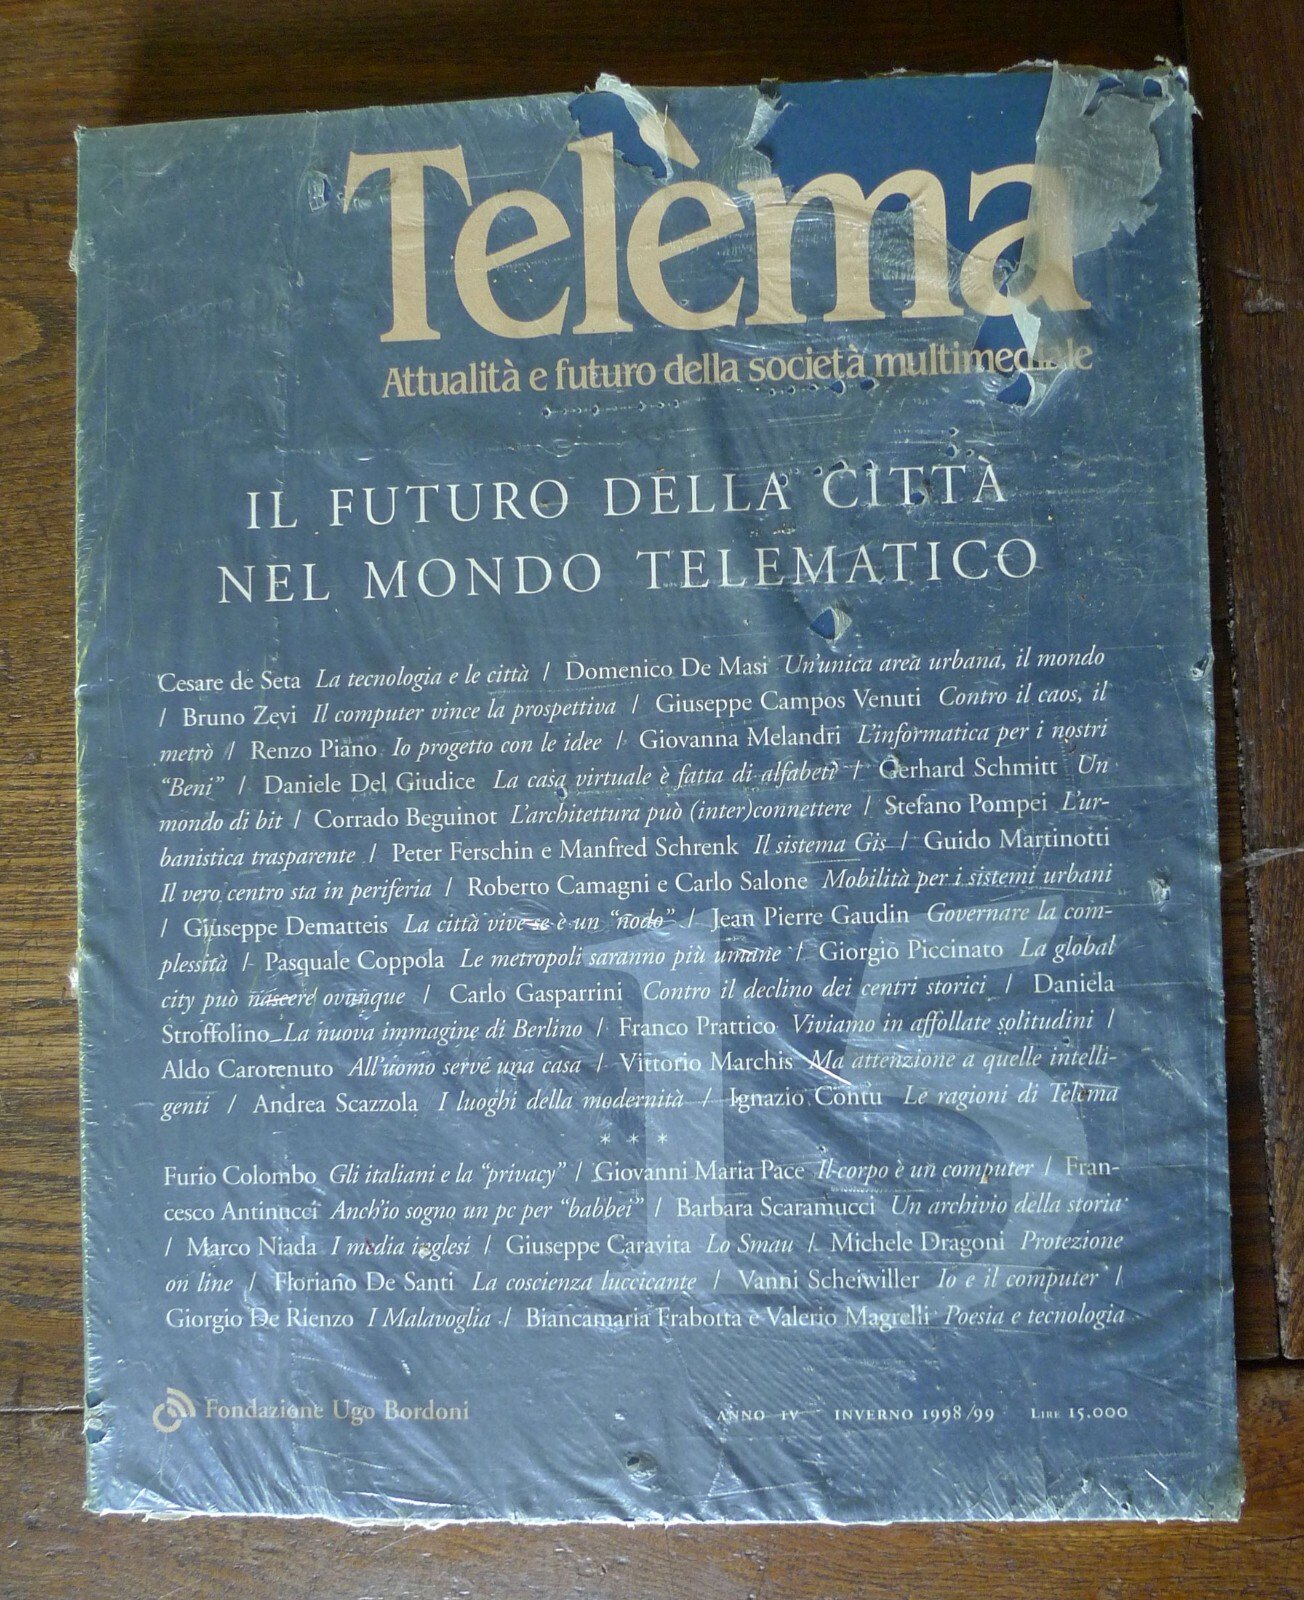 Telèma
Attualità e futuro della società multimediale
IL FUTURO DELLA CITTÀ
NEL MONDO TELEMATICO
Cesare de Seta La tecnologia e le città / Domenico De Masi Un'unica area urbana, il mondo
/ Bruno Zevi Il computer vince la prospettiva / Giuseppe Campos Venuti Contro il caos, il
metrò / Renzo Piano Io progetto con le idee / Giovanna Melandri L'informatica per i nostri
“Beni” / Daniele Del Giudice La casa virtuale è fatta di alfabeti / Gerhard Schmitt Un
mondo di bit / Corrado Beguinot L'architettura può (inter)connettere / Stefano Pompei L'ur-
banistica trasparente / Peter Ferschin e Manfred Schrenk Il sistema Gis / Guido Martinotti
Il vero centro sta in periferia / Roberto Camagni e Carlo Salone Mobilità per i sistemi urbani
/ Giuseppe Dematteis La città vive se è un “nodo” / Jean Pierre Gaudin Governare la com-
plessità / Pasquale Coppola Le metropoli saranno più umane / Giorgio Piccinato La global
city può nascere ovunque / Carlo Gasparrini Contro il declino dei centri storici / Daniela
Stroffolino La nuova immagine di Berlino / Franco Prattico Viviamo in affollate solitudini /
Aldo Carotenuto All'uomo serve una casa / Vittorio Marchis Ma attenzione a quelle intelli-
genti / Andrea Scazzola I luoghi della modernità / Ignazio Contu Le ragioni di Telèma
* * *
Furio Colombo Gli italiani e la “privacy” / Giovanni Maria Pace Il corpo è un computer / Fran-
cesco Antinucci Anch'io sogno un pc per “babbei” / Barbara Scaramucci Un archivio della storia
/ Marco Niada I media inglesi / Giuseppe Caravita Lo Smau / Michele Dragoni Protezione
on line / Floriano De Santi La coscienza luccicante / Vanni Scheiwiller Io e il computer /
Giorgio De Rienzo I Malavoglia / Biancamaria Frabotta e Valerio Magrelli Poesia e tecnologia
15
Fondazione Ugo Bordoni
ANNO IV INVERNO 1998/99 LIRE 15.000